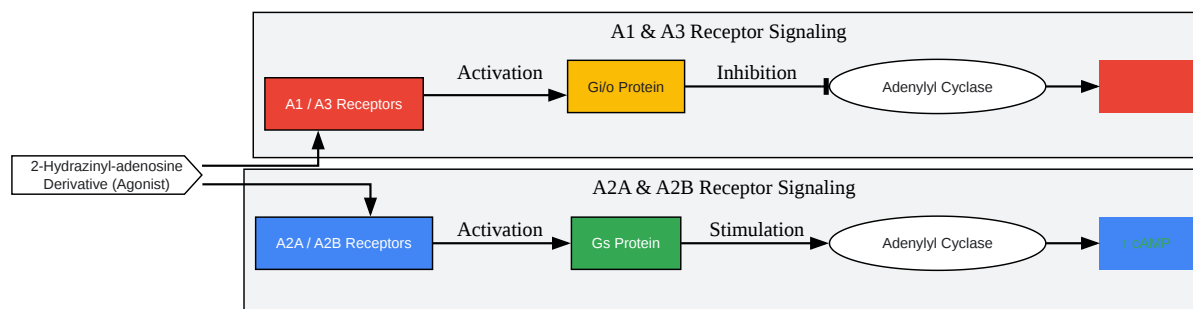 A1 & A3 Receptor Signaling
Activation
Inhibition
A1 / A3 Receptors
Gi/o Protein
Adenylyl Cyclase
2-Hydrazinyl-adenosine
Derivative (Agonist)
A2A & A2B Receptor Signaling
Activation
Stimulation
A2A / A2B Receptors
Gs Protein
Adenylyl Cyclase
↑ cAMP